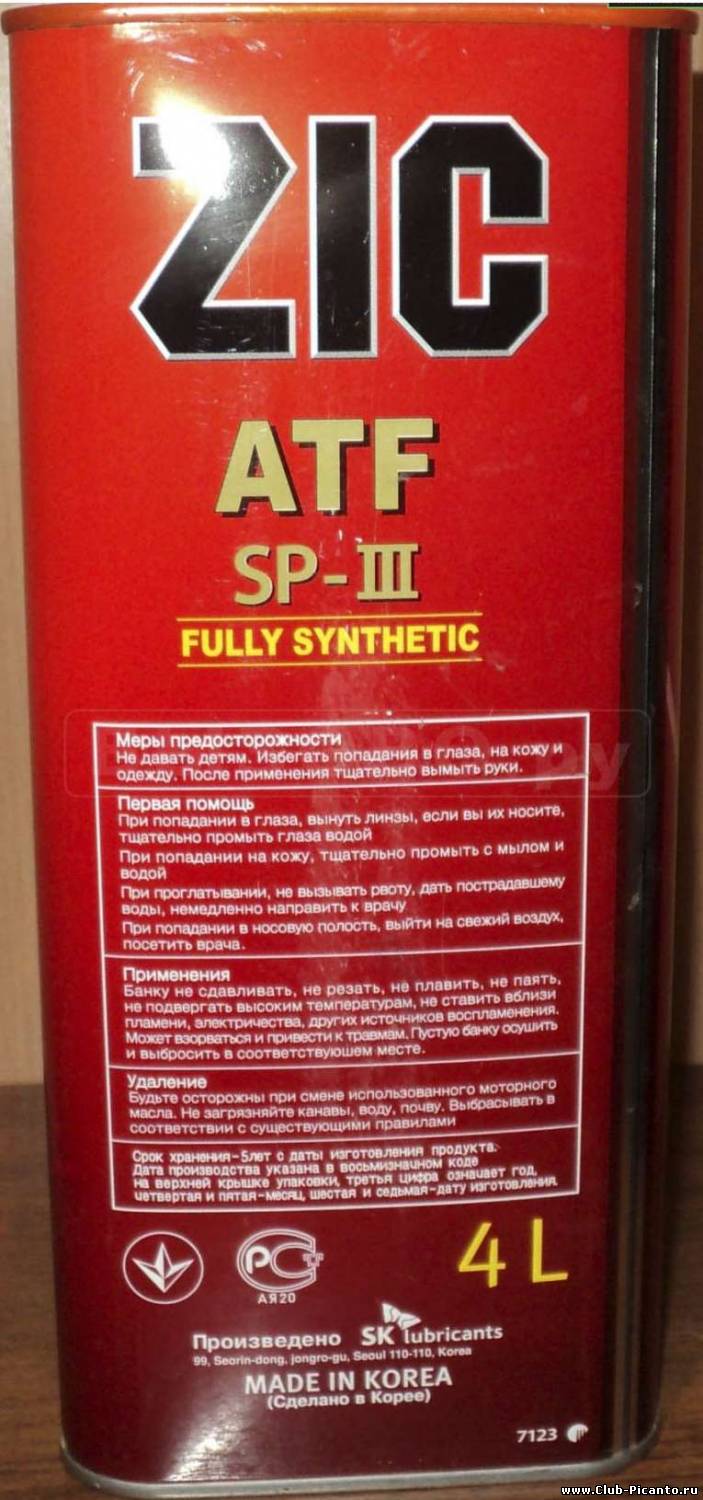 ZIC
ATF
SP-III
FULLY SYNTHETIC
Меры предосторожности
Не давать детям. Избегать попадания в глаза, на кожу и
одежду. После применения тщательно вымыть руки.
Первая помощь
При попадании в глаза, вынуть линзы, если вы их носите,
тщательно промыть глаза водой
При попадании на кожу, тщательно промыть с мылом и
водой
При проглатывании, не вызывать рвоту, дать пострадавшему
воды, немедленно направить к врачу
При попадании в носовую полость, выйти на свежий воздух,
посетить врача.
Применения
Банку не сдавливать, не резать, не плавить, не паять,
не подвергать высоким температурам, не ставить вблизи
пламени, электричества, других источников воспламенения.
Может взорваться и привести к травмам. Пустую банку осушить
и выбросить в соответствуюшем месте.
Удаление
Будьте осторожны при смене использованного моторного
масла. Не загрязняйте канавы, воду, почву. Выбрасывать в
соответствии с существующими правилами
Срок хранения-5лет с даты изготовления продукта.
Дата производства указана в восьмизначном коде
на верхней крышке упаковки, третья цифра означает год,
четвертая и пятая-месяц, шестая и седьмая-дату изготовления.
РСТ
АЯ20
4 L
Произведено SK lubricants
99, Seorin-dong, jongro-gu, Seoul 110-110, Korea
MADE IN KOREA
(Сделано в Корее)
7123
www.Club-Picanto.ru